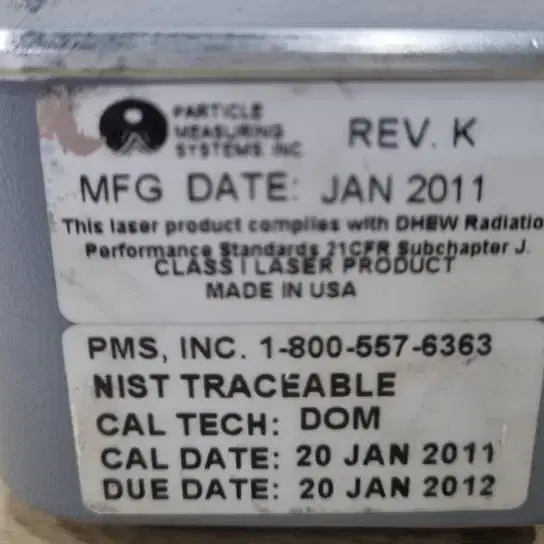 PARTICLE
MEASURING
SYSTEMS, INC.
REV. K
MFG DATE: JAN 2011
This laser product complies with DHEW Radiatio
Performance Standards 21CFR Subchapter J.
CLASS I LASER PRODUCT
MADE IN USA
PMS, INC. 1-800-557-6363
NIST TRACEABLE
CAL TECH: DOM
CAL DATE: 20 JAN 2011
DUE DATE: 20 JAN 2012